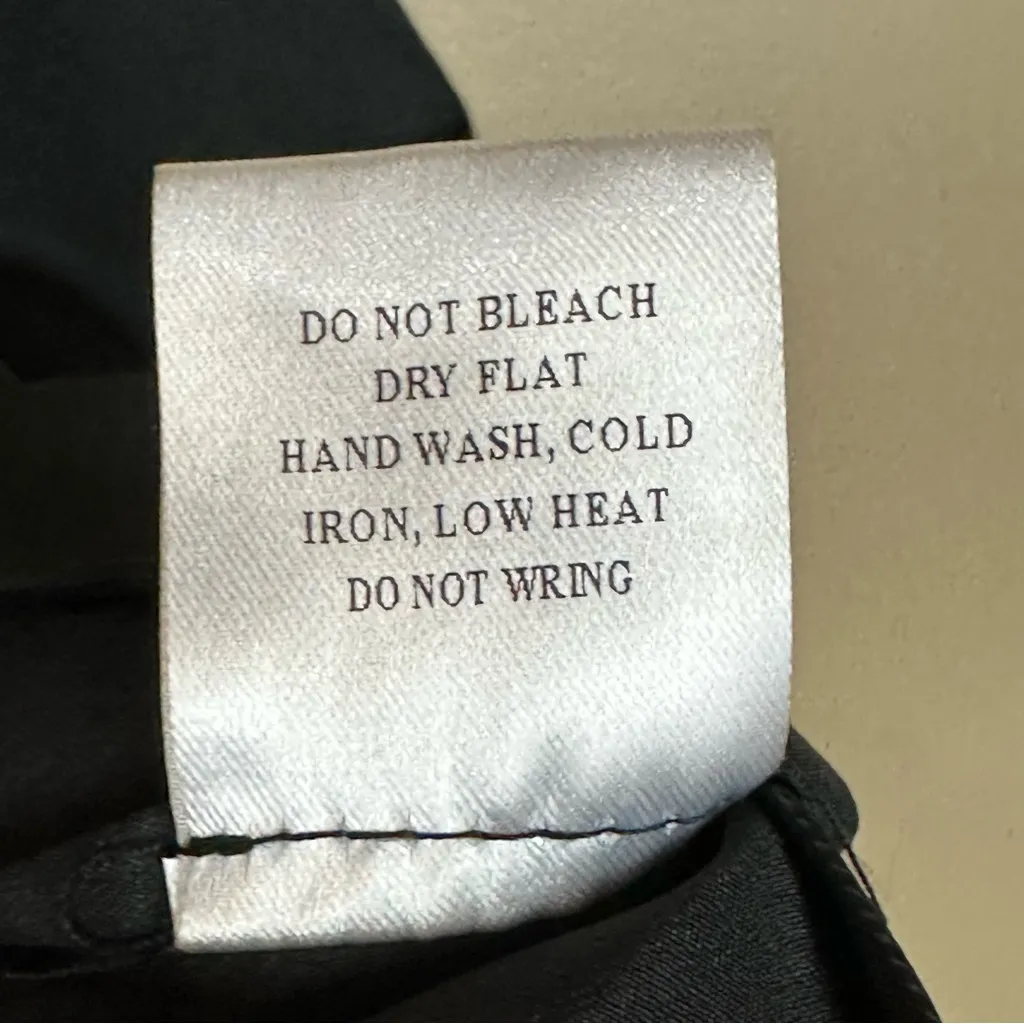 DO NOT BLEACH
DRY FLAT
HAND WASH, COLD
IRON, LOW HEAT
DO NOT WRING